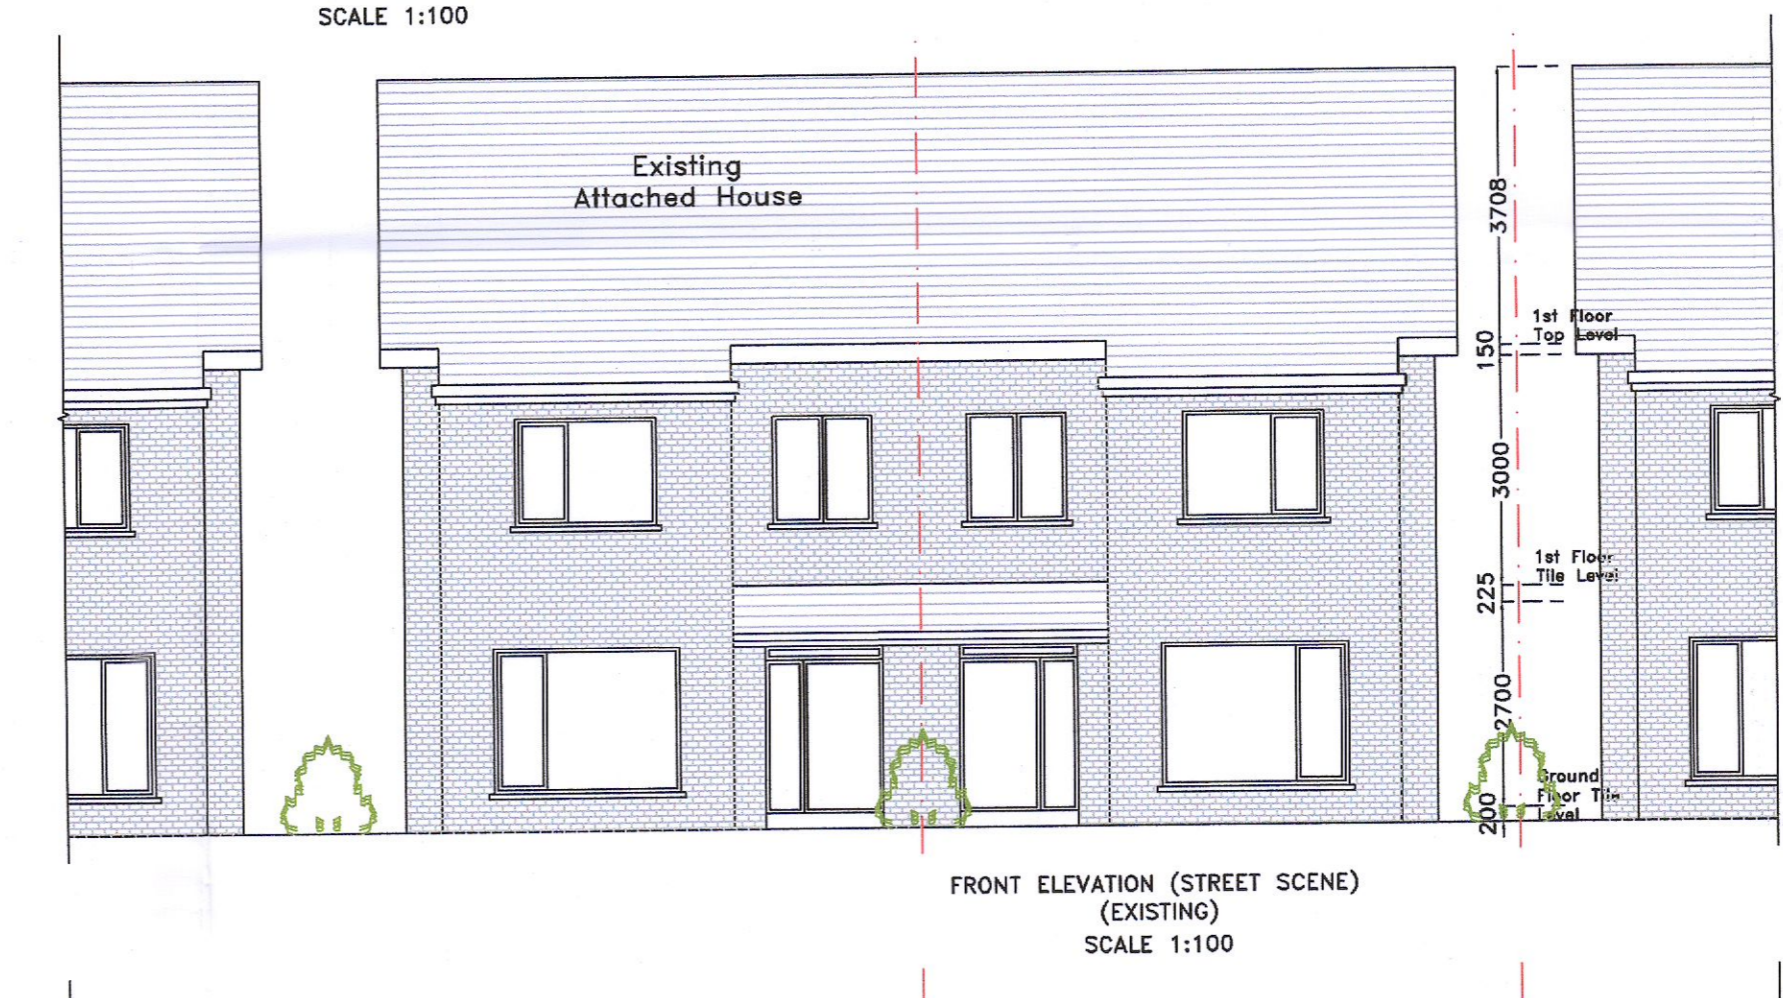 SCALE 1:100
Existing
Attached House
3708
1st Floor
Top Level
150
3000
1st Floor
Tile Level
225
2700
Ground
Floor Tile
Level
200
FRONT ELEVATION (STREET SCENE)
(EXISTING)
SCALE 1:100